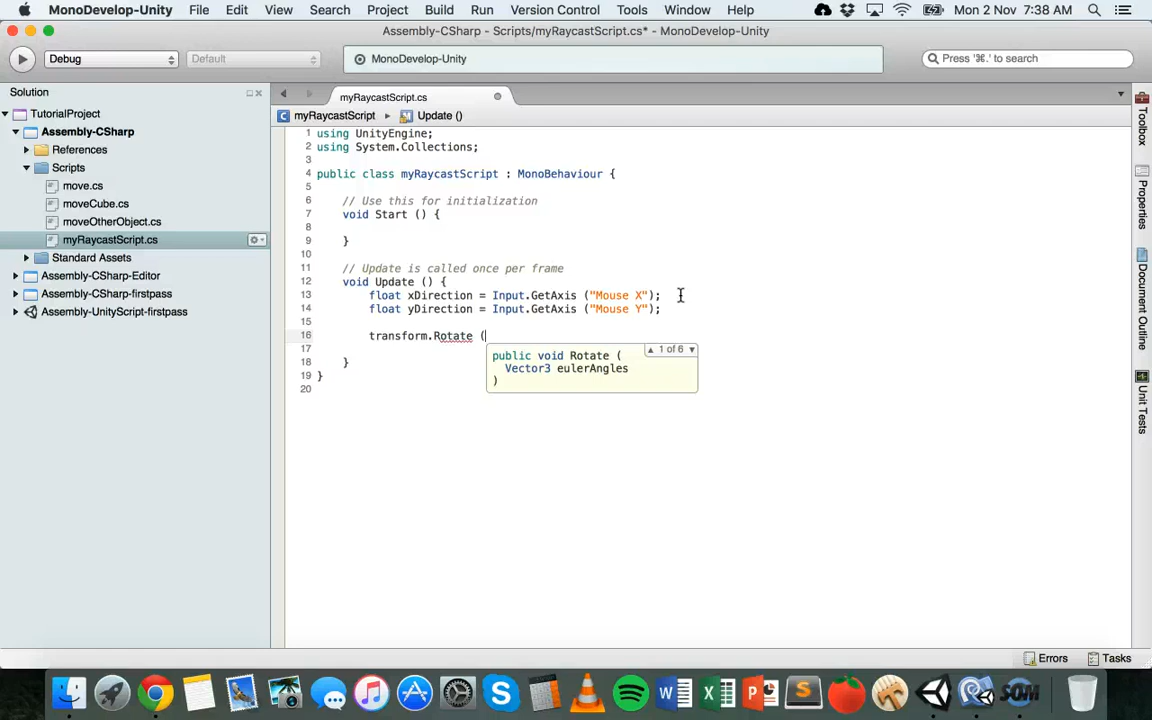 MonoDevelop-Unity File Edit View Search Project Build Run Version Control Tools Window Help Mon 2 Nov 7:38 AM
Assembly-CSharp - Scripts/myRaycastScript.cs* - MonoDevelop-Unity
Debug Default MonoDevelop-Unity Press '⌘.' to search
Solution
myRaycastScript.cs
TutorialProject
Assembly-CSharp
References
Scripts
move.cs
moveCube.cs
moveOtherObject.cs
myRaycastScript.cs
Standard Assets
Assembly-CSharp-Editor
Assembly-CSharp-firstpass
Assembly-UnityScript-firstpass
myRaycastScript Update ()
1 using UnityEngine;
2 using System.Collections;
3
4 public class myRaycastScript : MonoBehaviour {
5
6 // Use this for initialization
7 void Start () {
8
9 }
10
11 // Update is called once per frame
12 void Update () {
13 float xDirection = Input.GetAxis ("Mouse X");
14 float yDirection = Input.GetAxis ("Mouse Y");
15
16 transform.Rotate (
17
18 }
19 }
20
1 of 6
public void Rotate (
Vector3 eulerAngles
)
Toolbox
Properties
Document Outline
Unit Tests
Errors Tasks
SOM